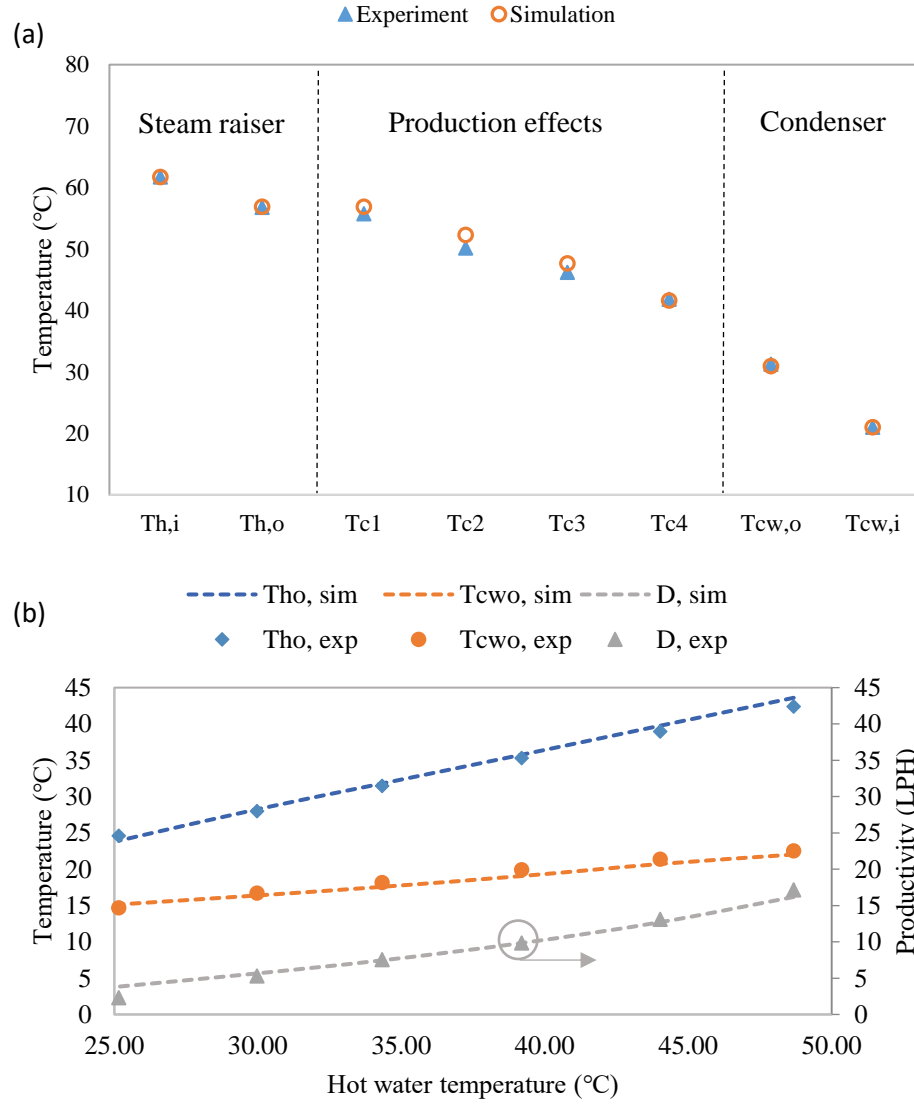 (a)
Experiment Simulation
80
70
60
50
40
30
20
10
Temperature (°C)
Steam raiser Production effects Condenser
Th,i Th,o Tc1 Tc2 Tc3 Tc4 Tcw,o Tcw,i
(b)
Tho, sim Tcwo, sim D, sim
Tho, exp Tcwo, exp D, exp
45
40
35
30
25
20
15
10
5
0
Temperature (°C)
45
40
35
30
25
20
15
10
5
0
Productivity (LPH)
25.00 30.00 35.00 40.00 45.00 50.00
Hot water temperature (°C)